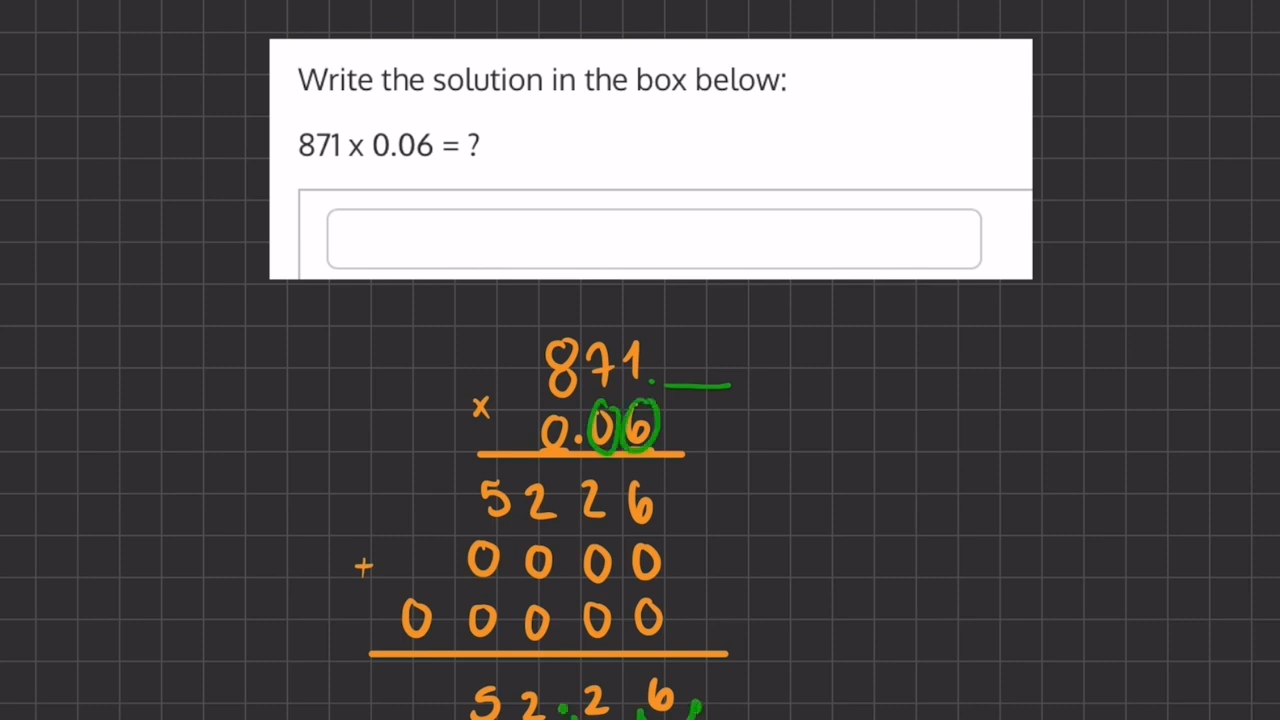 Write the solution in the box below:
871 x 0.06 = ?
871.
x 0.06
5226
+ 0000
00000
52.26